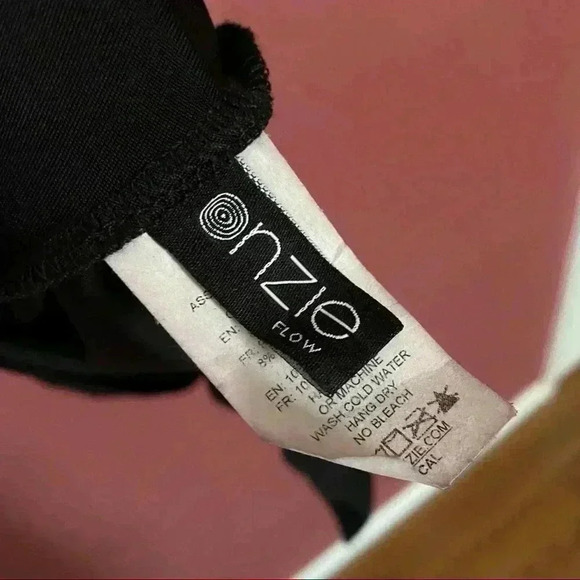 Onzie
FLOW
ASS
EN:
FR:
8%
EN: 10
FR: 10
OR MACHINE
WASH COLD WATER
HANG DRY
NO BLEACH
ZIE.COM
CAL